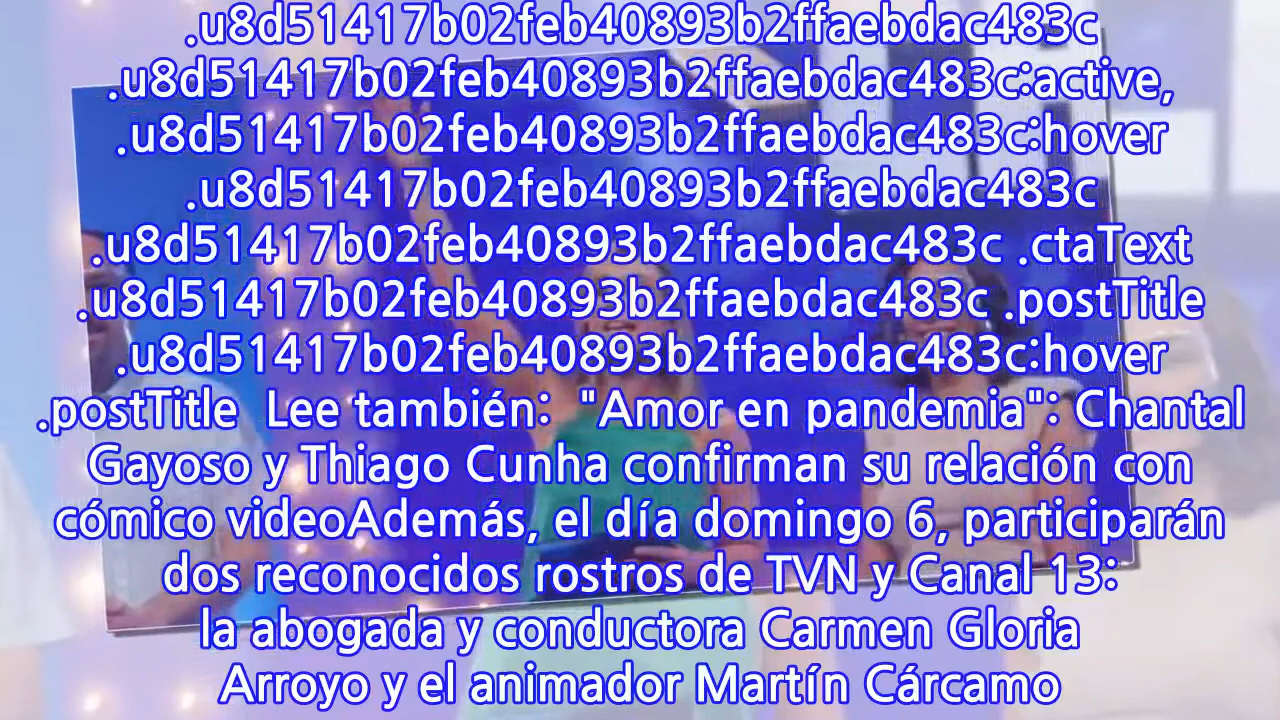 .u8d51417b02feb40893b2ffaebdac483c
.u8d51417b02feb40893b2ffaebdac483c:active,
.u8d51417b02feb40893b2ffaebdac483c:hover
.u8d51417b02feb40893b2ffaebdac483c
.u8d51417b02feb40893b2ffaebdac483c .ctaText
.u8d51417b02feb40893b2ffaebdac483c .postTitle
.u8d51417b02feb40893b2ffaebdac483c:hover
.postTitle  Lee también:  "Amor en pandemia": Chantal
Gayoso y Thiago Cunha confirman su relación con
cómico videoAdemás, el día domingo 6, participarán
dos reconocidos rostros de TVN y Canal 13:
la abogada y conductora Carmen Gloria
Arroyo y el animador Martín Cárcamo